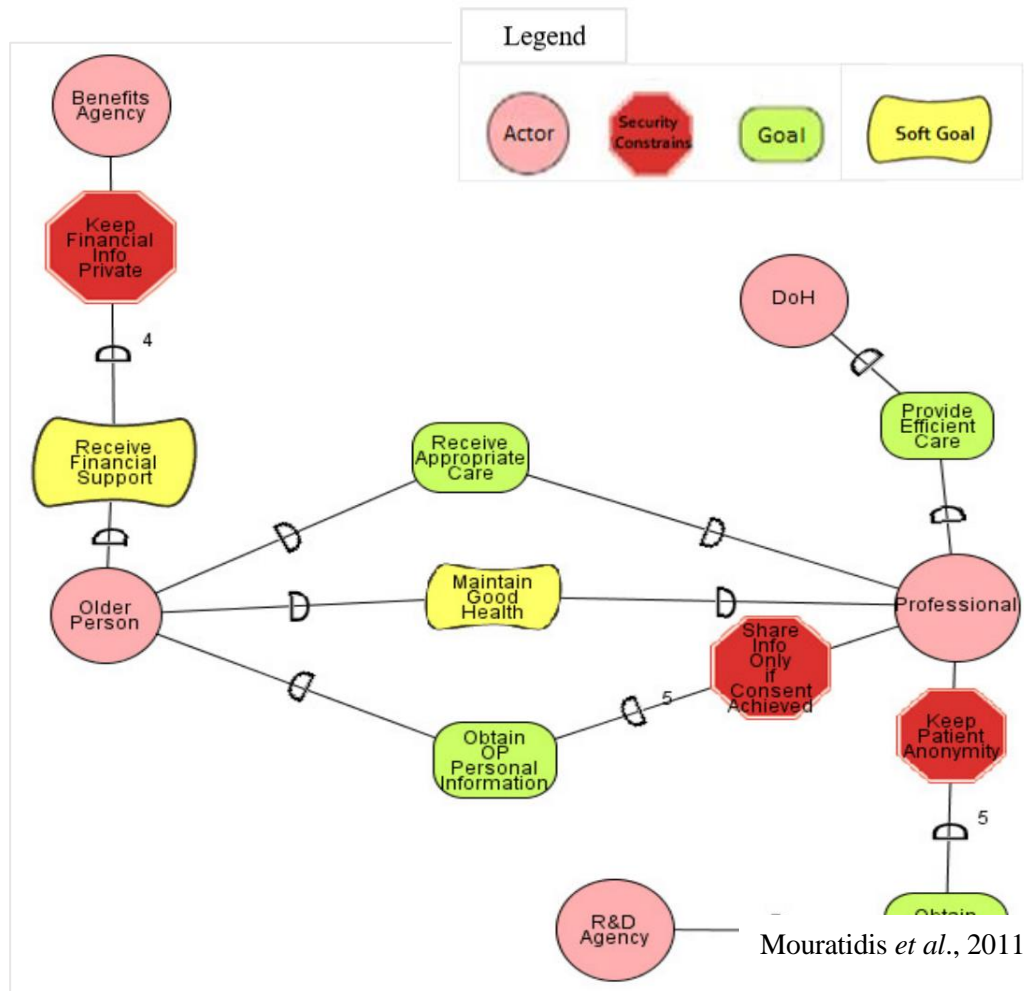 Legend
Actor
Security
Constrains
Goal
Soft Goal
Benefits
Agency
Keep
Financial
Info
Private
4
Receive
Financial
Support
Older
Person
Receive
Appropriate
Care
Maintain
Good
Health
Obtain
OP
Personal
Information
5
Share
Info
Only
if
Consent
Achieved
DoH
Provide
Efficient
Care
Professional
Keep
Patient
Anonymity
5
R&D
Agency
Mouratidis et al., 2011